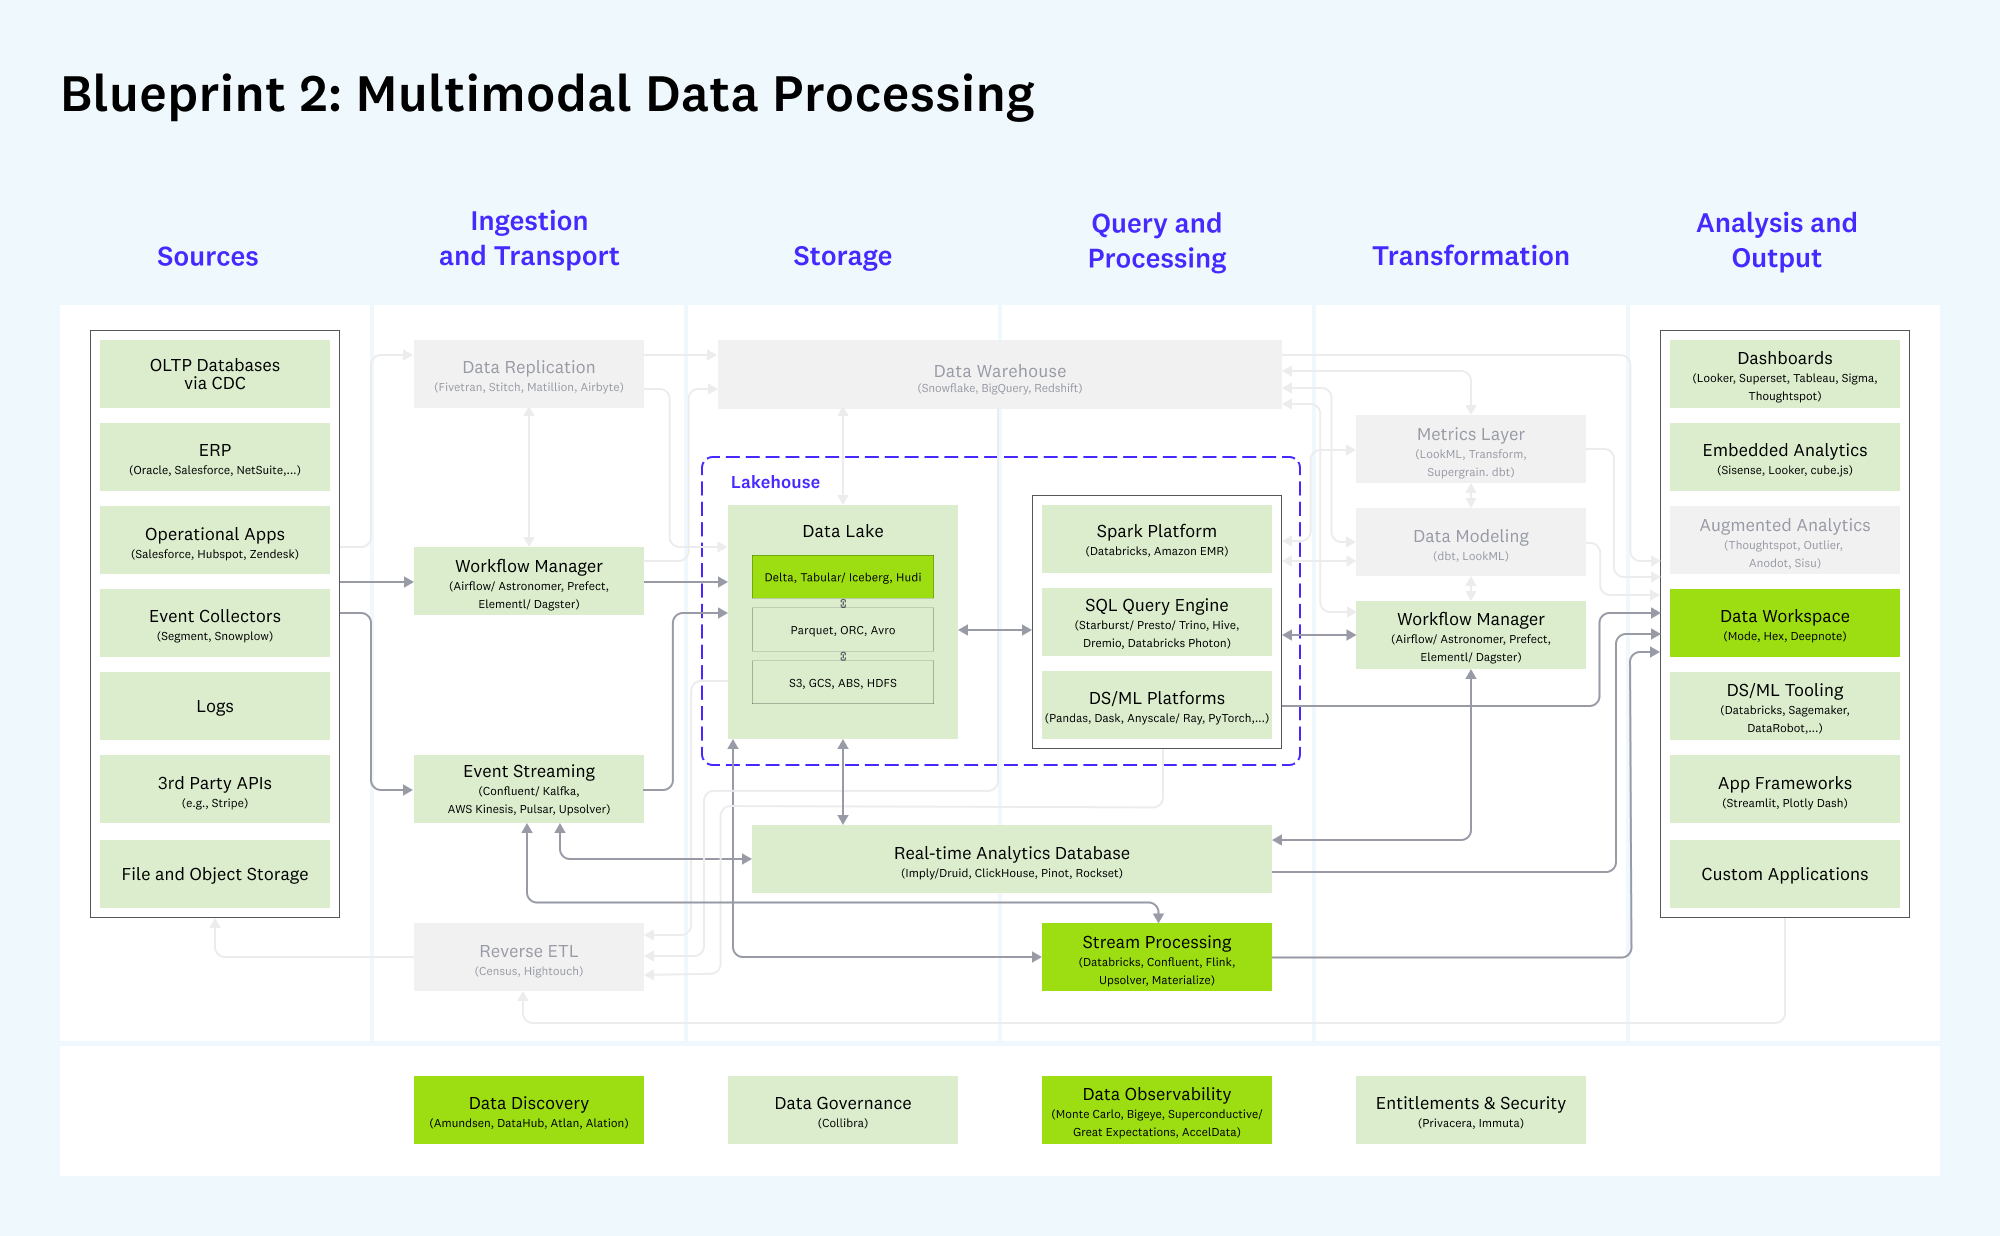 Blueprint 2: Multimodal Data Processing
Sources
Ingestion
and Transport
Storage
Query and
Processing
Transformation
Analysis and
Output
OLTP Databases
via CDC
ERP
(Oracle, Salesforce, NetSuite,...)
Operational Apps
(Salesforce, Hubspot, Zendesk)
Event Collectors
(Segment, Snowplow)
Logs
3rd Party APIs
(e.g., Stripe)
File and Object Storage
Data Replication
(Fivetran, Stitch, Matillion, Airbyte)
Workflow Manager
(Airflow/ Astronomer, Prefect,
Elementl/ Dagster)
Event Streaming
(Confluent/ Kalfka,
AWS Kinesis, Pulsar, Upsolver)
Reverse ETL
(Census, Hightouch)
Data Warehouse
(Snowflake, BigQuery, Redshift)
Lakehouse
Data Lake
Delta, Tabular/ Iceberg, Hudi
Parquet, ORC, Avro
S3, GCS, ABS, HDFS
Spark Platform
(Databricks, Amazon EMR)
SQL Query Engine
(Starburst/ Presto/ Trino, Hive,
Dremio, Databricks Photon)
DS/ML Platforms
(Pandas, Dask, Anyscale/ Ray, PyTorch,...)
Real-time Analytics Database
(Imply/Druid, ClickHouse, Pinot, Rockset)
Stream Processing
(Databricks, Confluent, Flink,
Upsolver, Materialize)
Metrics Layer
(LookML, Transform,
Supergrain. dbt)
Data Modeling
(dbt, LookML)
Workflow Manager
(Airflow/ Astronomer, Prefect,
Elementl/ Dagster)
Dashboards
(Looker, Superset, Tableau, Sigma,
Thoughtspot)
Embedded Analytics
(Sisense, Looker, cube.js)
Augmented Analytics
(Thoughtspot, Outlier,
Anodot, Sisu)
Data Workspace
(Mode, Hex, Deepnote)
DS/ML Tooling
(Databricks, Sagemaker,
DataRobot,...)
App Frameworks
(Streamlit, Plotly Dash)
Custom Applications
Data Discovery
(Amundsen, DataHub, Atlan, Alation)
Data Governance
(Collibra)
Data Observability
(Monte Carlo, Bigeye, Superconductive/
Great Expectations, AccelData)
Entitlements & Security
(Privacera, Immuta)